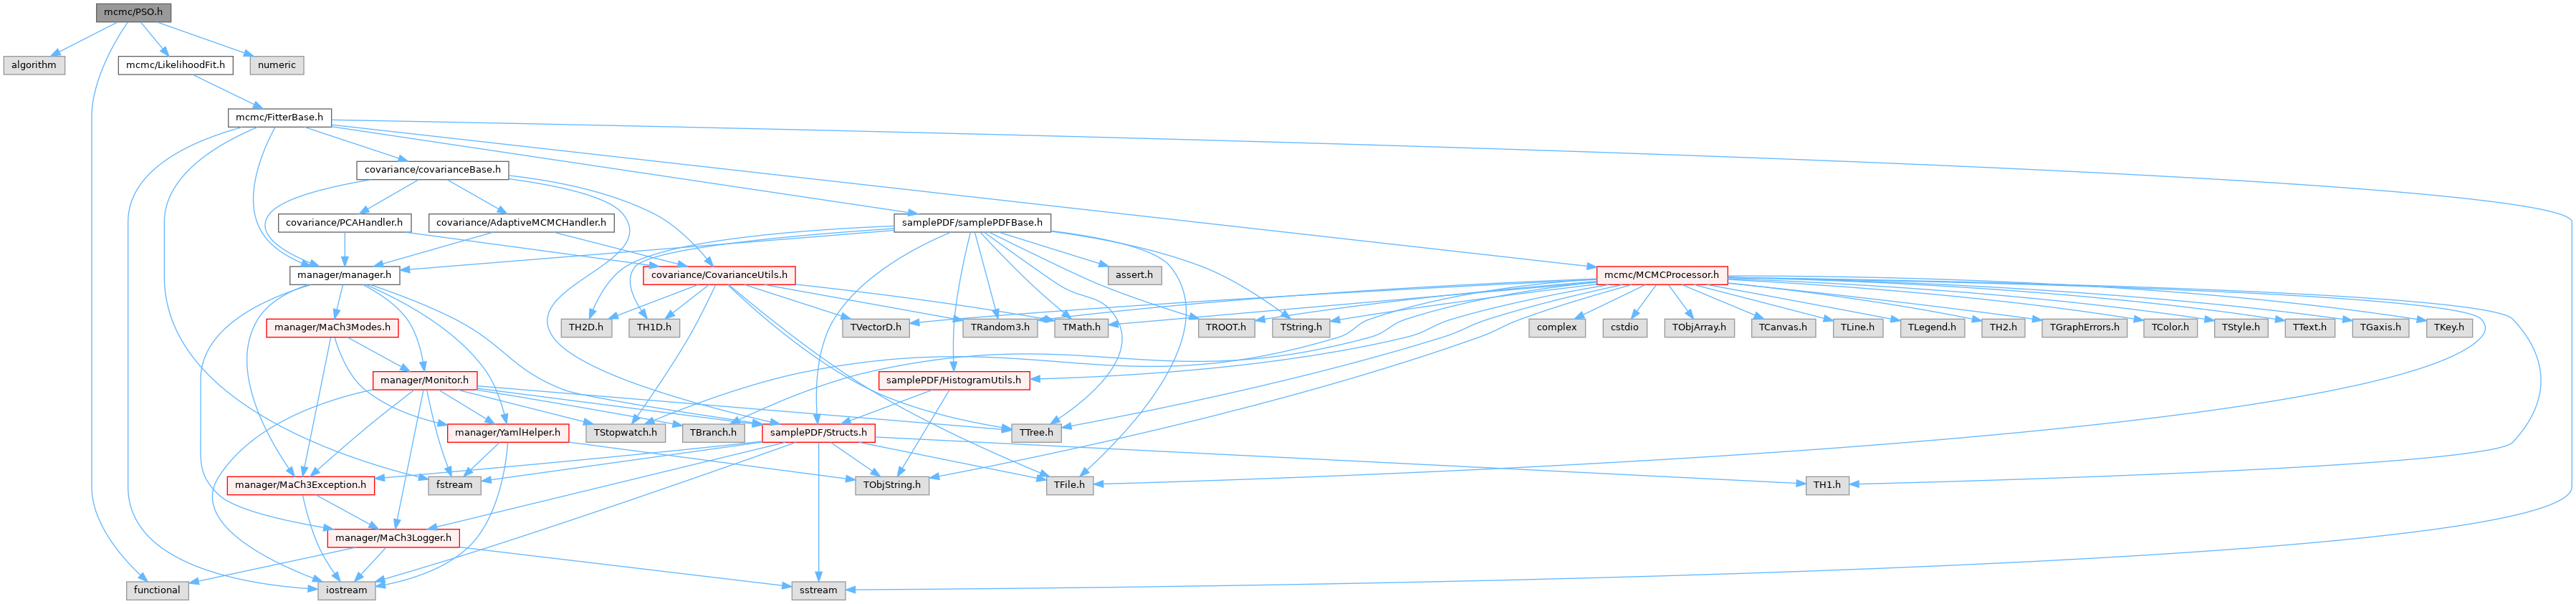 mcmc/PSO.h
algorithm
mcmc/LikelihoodFit.h
numeric
mcmc/FitterBase.h
covariance/covarianceBase.h
covariance/PCAHandler.h
covariance/AdaptiveMCMCHandler.h
samplePDF/samplePDFBase.h
manager/manager.h
covariance/CovarianceUtils.h
assert.h
mcmc/MCMCProcessor.h
manager/MaCh3Modes.h
TH2D.h
TH1D.h
TVectorD.h
TRandom3.h
TMath.h
TROOT.h
TString.h
complex
cstdio
TObjArray.h
TCanvas.h
TLine.h
TLegend.h
TH2.h
TGraphErrors.h
TColor.h
TStyle.h
TText.h
TGaxis.h
TKey.h
manager/Monitor.h
samplePDF/HistogramUtils.h
manager/YamlHelper.h
TStopwatch.h
TBranch.h
samplePDF/Structs.h
TTree.h
manager/MaCh3Exception.h
fstream
TObjString.h
TFile.h
TH1.h
manager/MaCh3Logger.h
functional
iostream
sstream